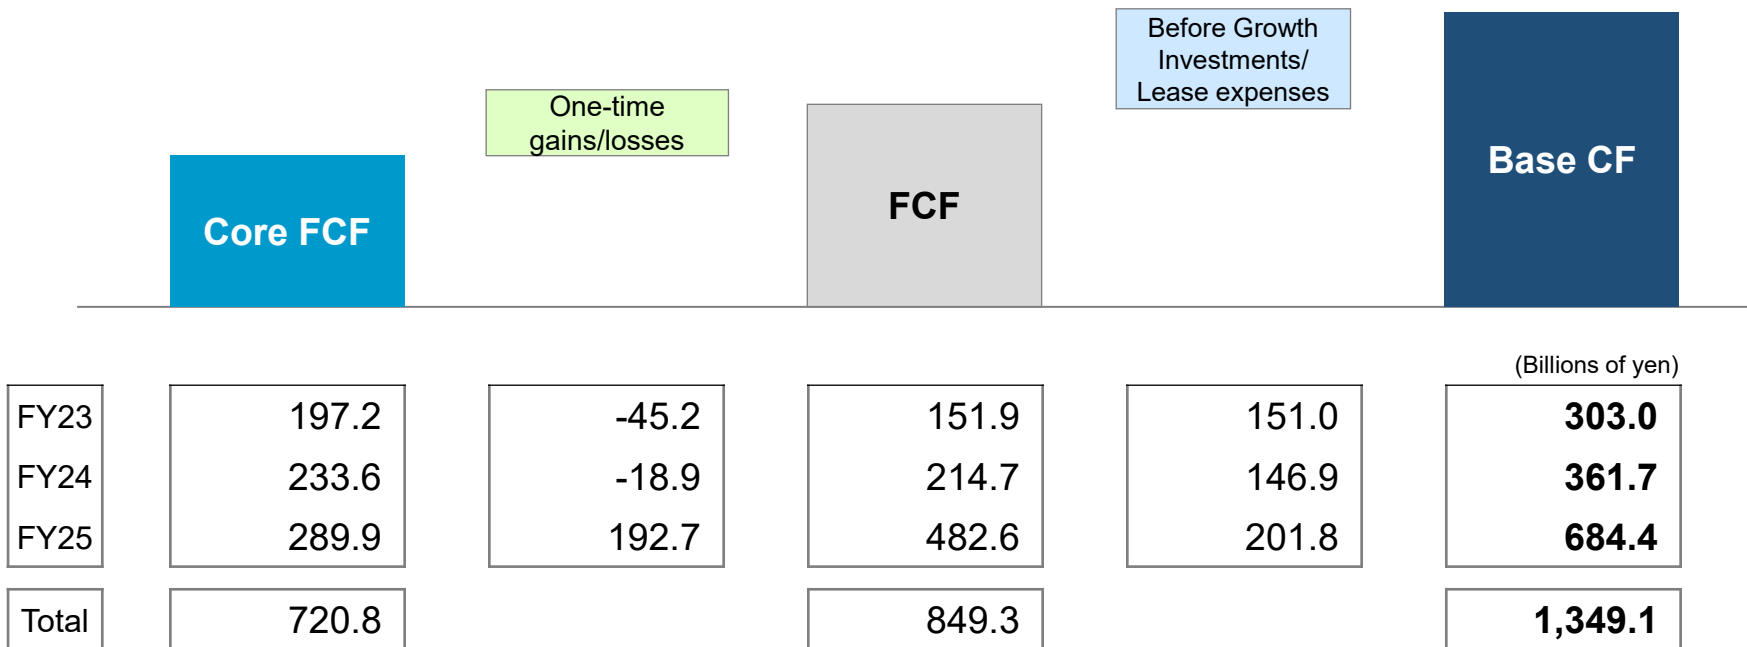 Before Growth
Investments/
Lease expenses
One-time
gains/losses
Base CF
FCF
Core FCF
(Billions of yen)
FY23 197.2 -45.2 151.9 151.0 303.0
FY24 233.6 -18.9 214.7 146.9 361.7
FY25 289.9 192.7 482.6 201.8 684.4
Total 720.8 849.3 1,349.1